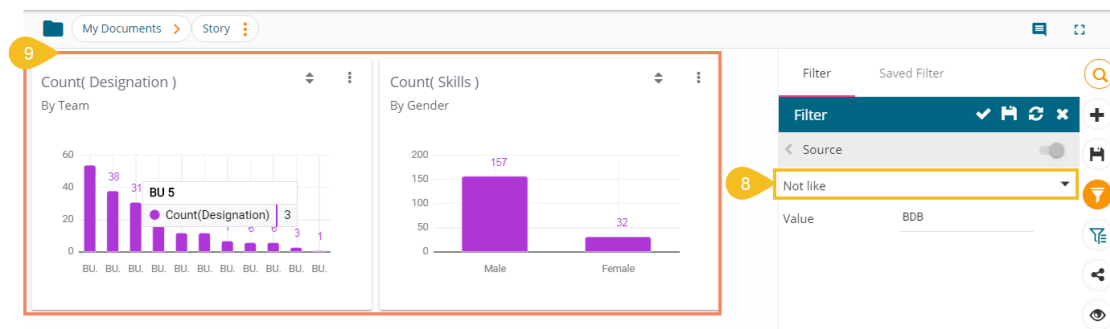 My Documents > Story
9
Count( Designation )
By Team
60
40
20
0
38
31
BU 5
Count(Designation) 3
6
6
3
1
BU. BU. BU. BU. BU. BU. BU. BU. BU. BU.
Count( Skills )
By Gender
200
150
100
50
0
157
32
Male Female
Filter Saved Filter
Filter
Source
8
Not like
Value BDB